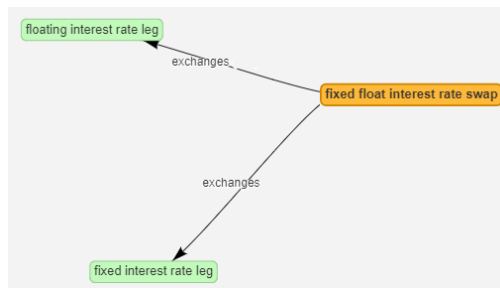 floating interest rate leg
exchanges
fixed float interest rate swap
exchanges
fixed interest rate leg